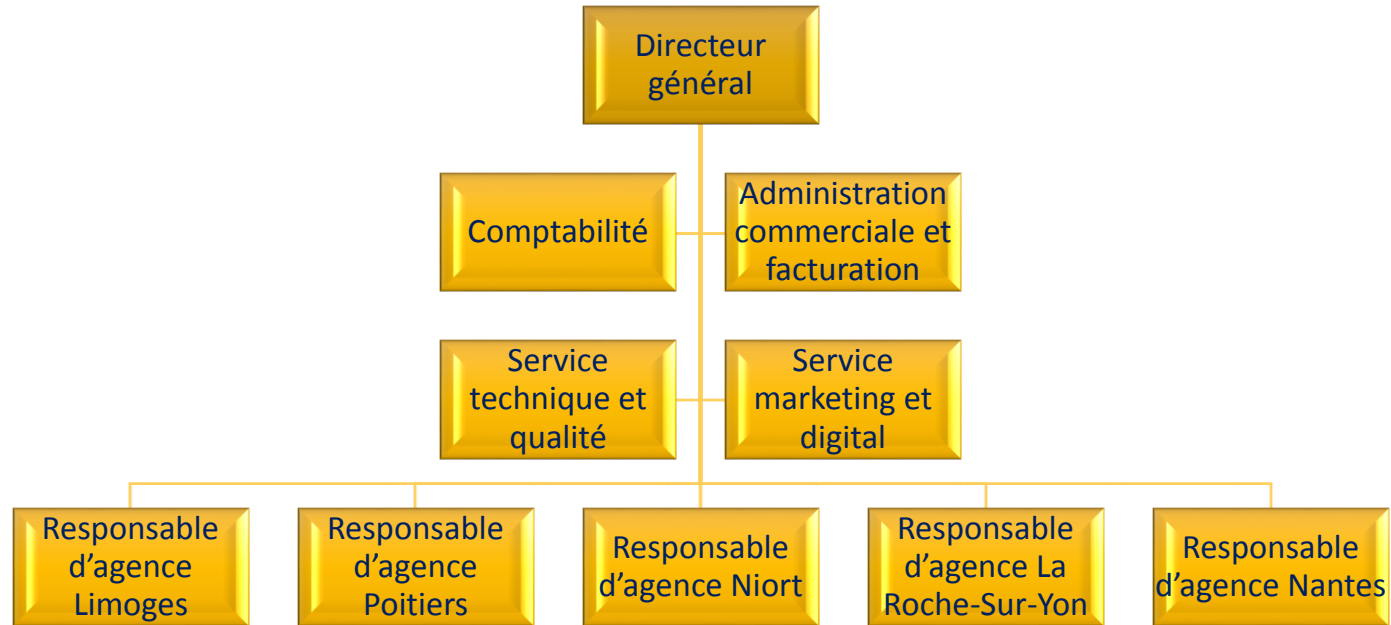 Directeur
général
Comptabilité
Administration
commerciale et
facturation
Service
technique et
qualité
Service
marketing et
digital
Responsable
d’agence
Limoges
Responsable
d’agence
Poitiers
Responsable
d’agence Niort
Responsable
d’agence La
Roche-Sur-Yon
Responsable
d’agence Nantes